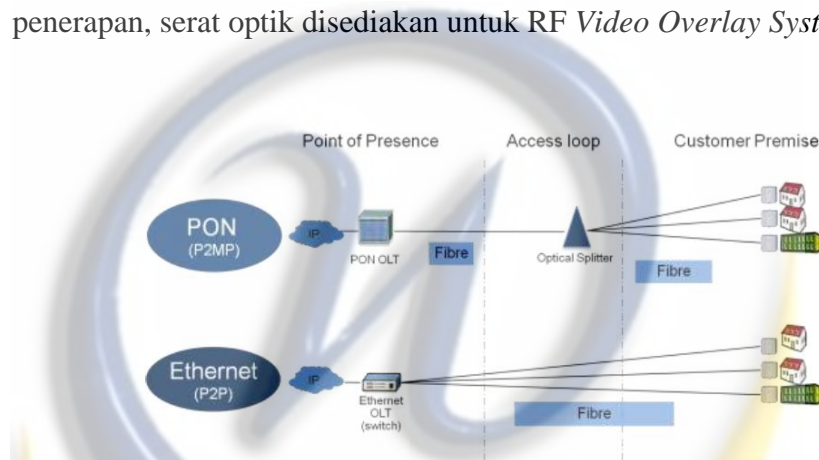 penerapan, serat optik disediakan untuk RF Video Overlay Syst
Point of Presence Access loop Customer Premise
PON
(P2MP)
IP
PON OLT
Fibre
Optical Splitter
Fibre
Ethernet
(P2P)
IP
Ethernet
OLT
(switch)
Fibre